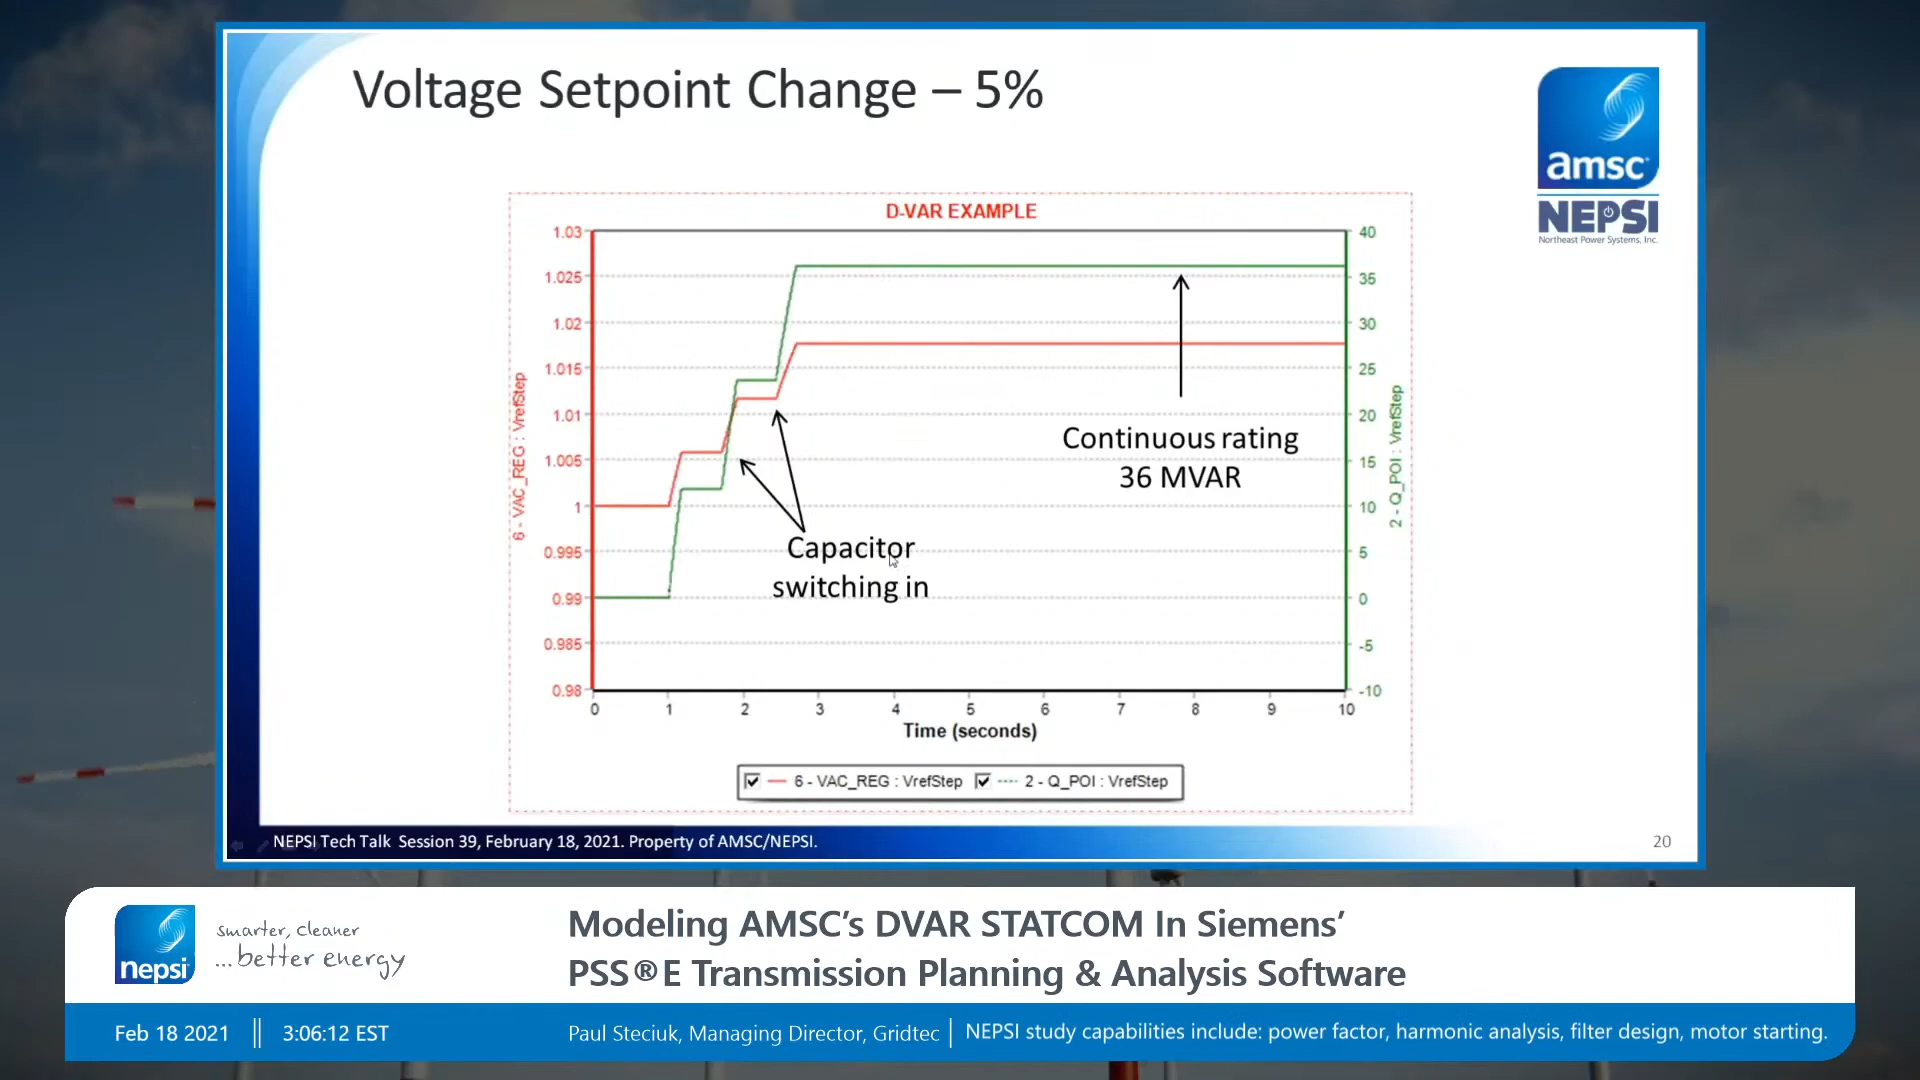 Voltage Setpoint Change – 5%
amsc
NEPSI
Northeast Power Systems, Inc.
D-VAR EXAMPLE
1.03
1.025
1.02
1.015
1.01
1.005
1
0.995
0.99
0.985
0.98
6 - VAC_REG : VrefStep
40
35
30
25
20
15
10
5
0
-5
-10
2 - Q_POI : VrefStep
Continuous rating
36 MVAR
Capacitor
switching in
0 1 2 3 4 5 6 7 8 9 10
Time (seconds)
6 - VAC_REG : VrefStep 2 - Q_POI : VrefStep
NEPSI Tech Talk Session 39, February 18, 2021. Property of AMSC/NEPSI.
20
nepsi
smarter, cleaner
...better energy
Modeling AMSC’s DVAR STATCOM In Siemens’
PSS®E Transmission Planning & Analysis Software
Feb 18 2021 || 3:06:12 EST
Paul Steciuk, Managing Director, Gridtec | NEPSI study capabilities include: power factor, harmonic analysis, filter design, motor starting.